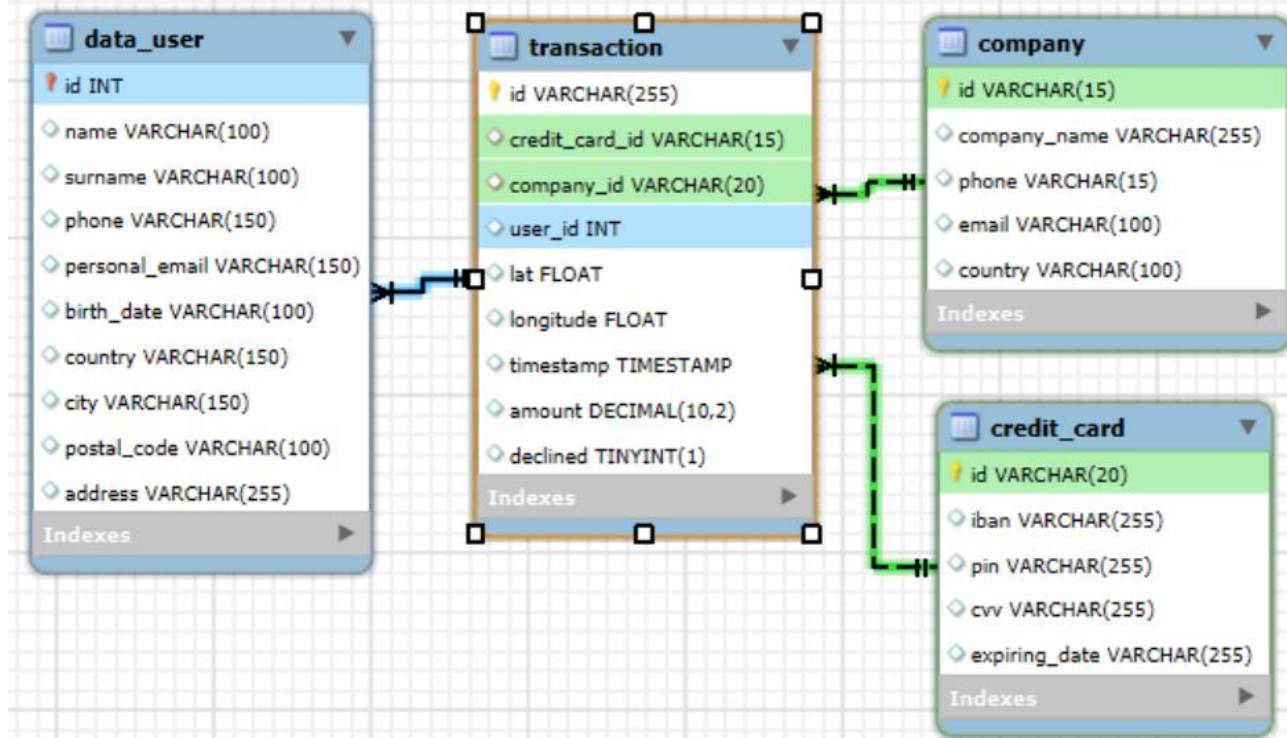 data_user
id INT
name VARCHAR(100)
surname VARCHAR(100)
phone VARCHAR(150)
personal_email VARCHAR(150)
birth_date VARCHAR(100)
country VARCHAR(150)
city VARCHAR(150)
postal_code VARCHAR(100)
address VARCHAR(255)
Indexes
transaction
id VARCHAR(255)
credit_card_id VARCHAR(15)
company_id VARCHAR(20)
user_id INT
lat FLOAT
longitude FLOAT
timestamp TIMESTAMP
amount DECIMAL(10,2)
declined TINYINT(1)
Indexes
company
id VARCHAR(15)
company_name VARCHAR(255)
phone VARCHAR(15)
email VARCHAR(100)
country VARCHAR(100)
Indexes
credit_card
id VARCHAR(20)
iban VARCHAR(255)
pin VARCHAR(255)
cvv VARCHAR(255)
expiring_date VARCHAR(255)
Indexes